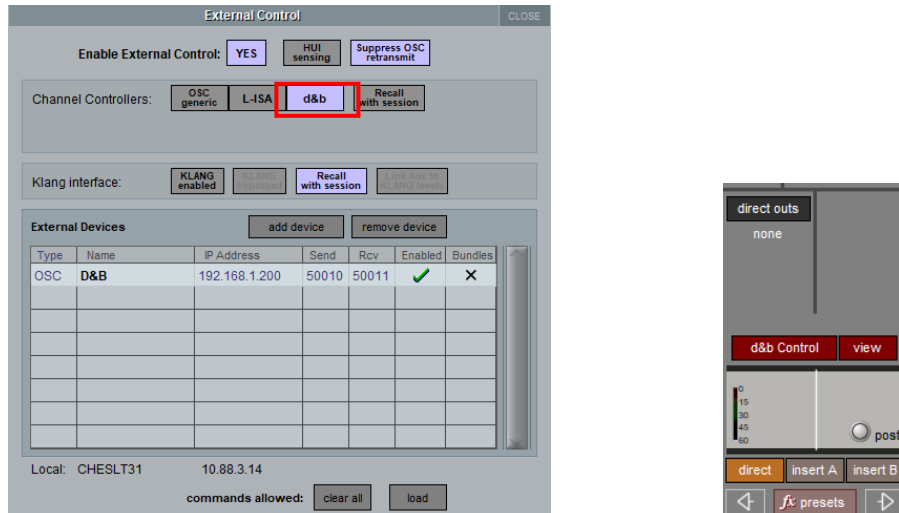 External Control
CLOSE
Enable External Control: YES HUI sensing Suppress OSC retransmit
Channel Controllers: OSC generic L-ISA d&b Recall with session
Klang interface: KLANG enabled KLANG bypassed Recall with session Link Aux to KLANG levels
External Devices add device remove device
Type Name IP Address Send Rcv Enabled Bundles
OSC D&B 192.168.1.200 50010 50011
Local: CHESLT31 10.88.3.14
commands allowed: clear all load
direct outs
none
d&b Control view
0
15
30
45
60
post
direct insert A insert B
fx presets